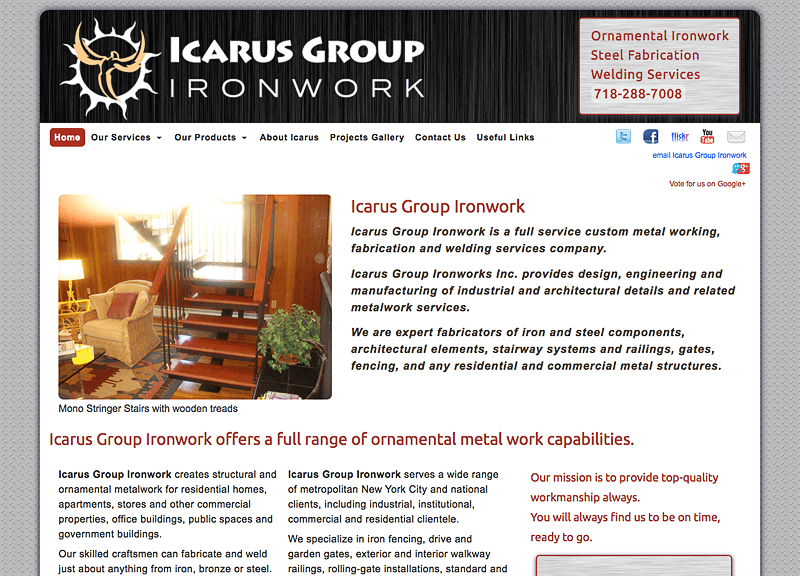 ICARUS GROUP
IRONWORK
Ornamental Ironwork
Steel Fabrication
Welding Services
718-288-7008
Home
Our Services
Our Products
About Icarus
Projects Gallery
Contact Us
Useful Links
flickr
You
Tube
email Icarus Group Ironwork
Vote for us on Google+
Icarus Group Ironwork
Icarus Group Ironwork is a full service custom metal working,
fabrication and welding services company.
Icarus Group Ironworks Inc. provides design, engineering and
manufacturing of industrial and architectural details and related
metalwork services.
We are expert fabricators of iron and steel components,
architectural elements, stairway systems and railings, gates,
fencing, and any residential and commercial metal structures.
Mono Stringer Stairs with wooden treads
Icarus Group Ironwork offers a full range of ornamental metal work capabilities.
Icarus Group Ironwork creates structural and
ornamental metalwork for residential homes,
apartments, stores and other commercial
properties, office buildings, public spaces and
government buildings.
Our skilled craftsmen can fabricate and weld
just about anything from iron, bronze or steel.
Icarus Group Ironwork serves a wide range
of metropolitan New York City and national
clients, including industrial, institutional,
commercial and residential clientele.
We specialize in iron fencing, drive and
garden gates, exterior and interior walkway
railings, rolling-gate installations, standard and
Our mission is to provide top-quality
workmanship always.
You will always find us to be on time,
ready to go.